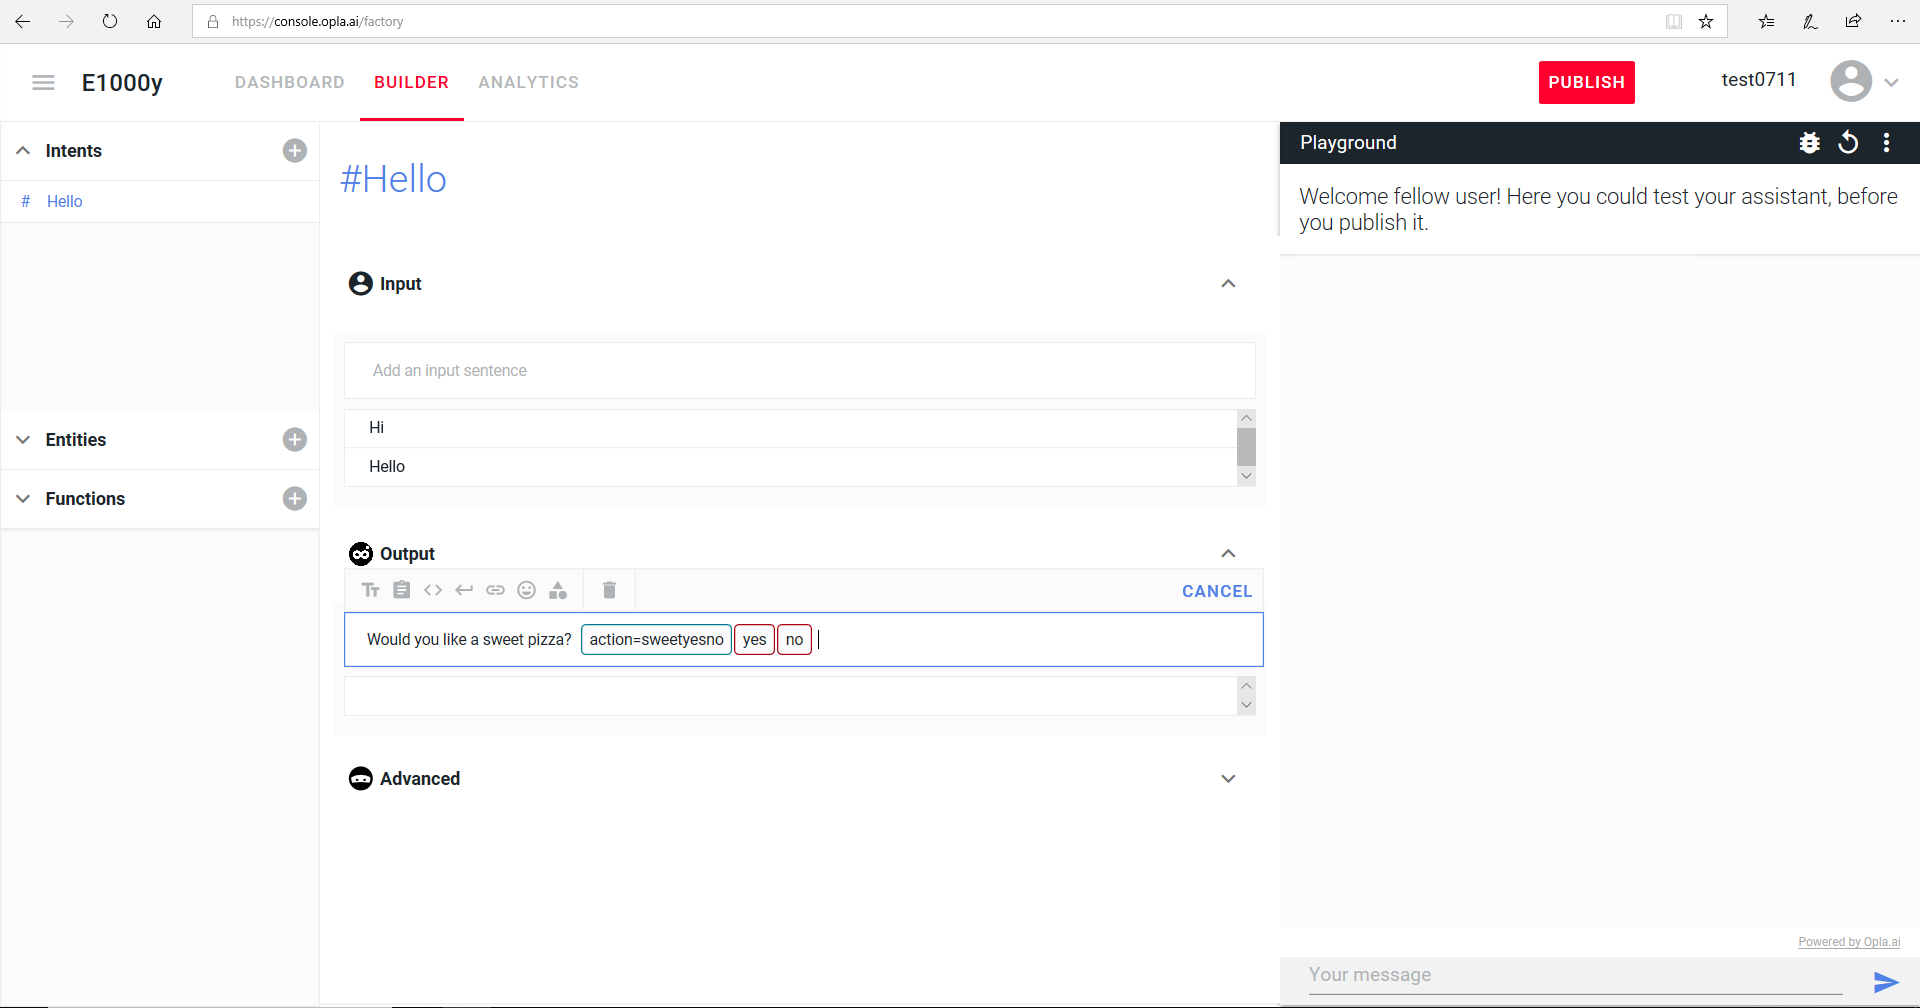 https://console.opla.ai/factory
E1000y
DASHBOARD
BUILDER
ANALYTICS
PUBLISH
test0711
Intents
# Hello
Entities
Functions
#Hello
Input
Add an input sentence
Hi
Hello
Output
CANCEL
Would you like a sweet pizza? action=sweetyesno yes no
Advanced
Playground
Welcome fellow user! Here you could test your assistant, before
you publish it.
Powered by Opla.ai
Your message